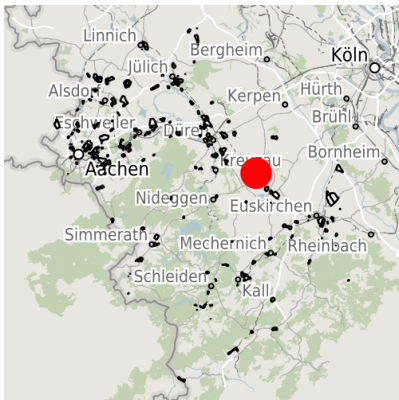 Linnich
Bergheim
Köln
Jülich
Alsdorf
Kerpen
Hürth
Brühl
Eschweiler
Düren
Kreuzau
Bornheim
Aachen
Nideggen
Euskirchen
Simmerath
Mechernich
Rheinbach
Schleiden
Kall